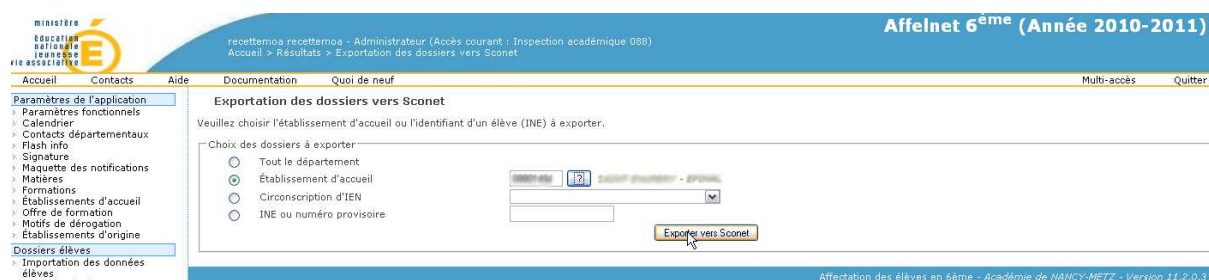 ministère
éducation
nationale
jeunesse
vie associative
Affelnet 6ème (Année 2010-2011)
recettemoa recettemoa - Administrateur (Accès courant : Inspection académique 088)
Accueil > Résultats > Exportation des dossiers vers Sconet
Accueil Contacts Aide Documentation Quoi de neuf Multi-accès Quitter
Paramètres de l'application
› Paramètres fonctionnels
› Calendrier
› Contacts départementaux
› Flash info
› Signature
› Maquette des notifications
› Matières
› Formations
› Établissements d'accueil
› Offre de formation
› Motifs de dérogation
› Établissements d'origine
Dossiers élèves
› Importation des données
élèves
Exportation des dossiers vers Sconet
Veuillez choisir l'établissement d'accueil ou l'identifiant d'un élève (INE) à exporter.
Choix des dossiers à exporter
Tout le département
Établissement d'accueil ?
Circonscription d'IEN
INE ou numéro provisoire
Exporter vers Sconet
Affectation des élèves en 6ème - Académie de NANCY-METZ - Version 11.2.0.3